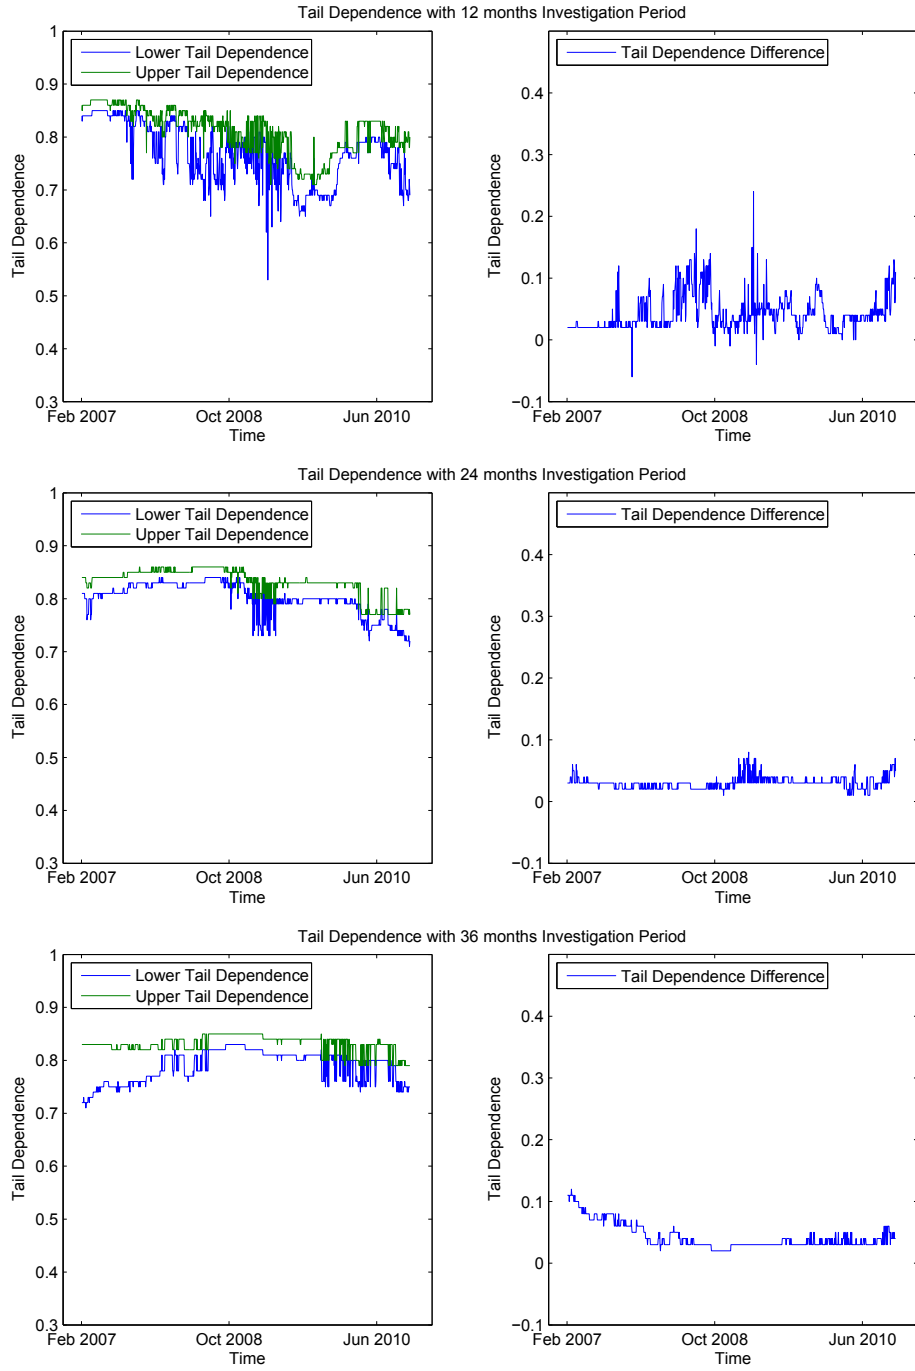 Tail Dependence with 12 months Investigation Period
Lower Tail Dependence
Upper Tail Dependence
Tail Dependence
1
0.9
0.8
0.7
0.6
0.5
0.4
0.3
Feb 2007 Oct 2008 Jun 2010
Time
Tail Dependence Difference
Tail Dependence
0.4
0.3
0.2
0.1
0
−0.1
Feb 2007 Oct 2008 Jun 2010
Time
Tail Dependence with 24 months Investigation Period
Lower Tail Dependence
Upper Tail Dependence
Tail Dependence
1
0.9
0.8
0.7
0.6
0.5
0.4
0.3
Feb 2007 Oct 2008 Jun 2010
Time
Tail Dependence Difference
Tail Dependence
0.4
0.3
0.2
0.1
0
−0.1
Feb 2007 Oct 2008 Jun 2010
Time
Tail Dependence with 36 months Investigation Period
Lower Tail Dependence
Upper Tail Dependence
Tail Dependence
1
0.9
0.8
0.7
0.6
0.5
0.4
0.3
Feb 2007 Oct 2008 Jun 2010
Time
Tail Dependence Difference
Tail Dependence
0.4
0.3
0.2
0.1
0
−0.1
Feb 2007 Oct 2008 Jun 2010
Time